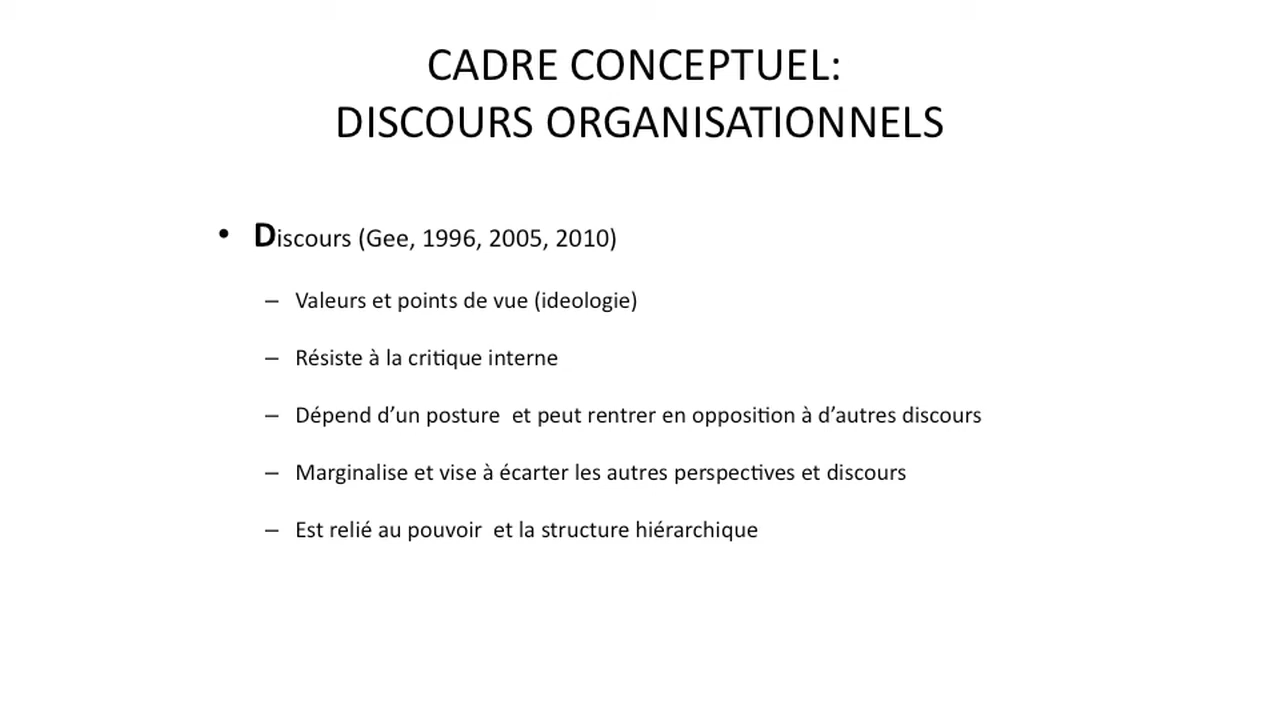 CADRE CONCEPTUEL:
DISCOURS ORGANISATIONNELS
• Discours (Gee, 1996, 2005, 2010)
– Valeurs et points de vue (ideologie)
– Résiste à la critique interne
– Dépend d’un posture  et peut rentrer en opposition à d’autres discours
– Marginalise et vise à écarter les autres perspectives et discours
– Est relié au pouvoir  et la structure hiérarchique